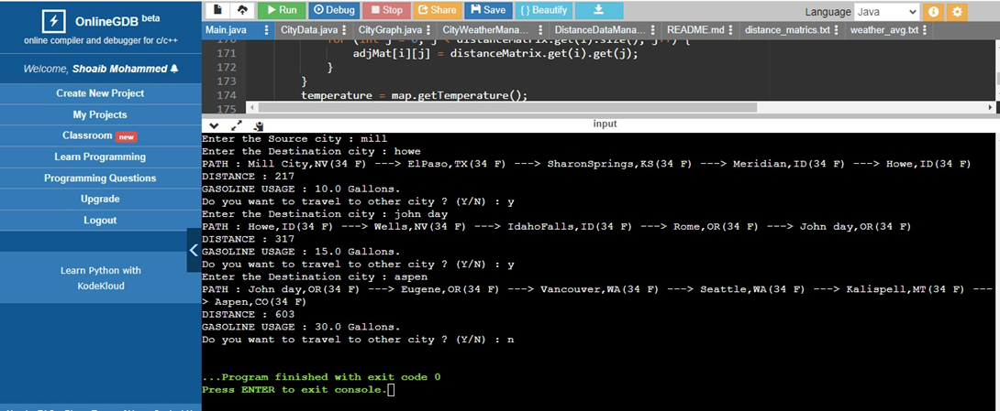 OnlineGDB beta
online compiler and debugger for c/c++
Welcome, Shoaib Mohammed
Create New Project
My Projects
Classroom new
Learn Programming
Programming Questions
Upgrade
Logout
Learn Python with
KodeKloud
Run Debug Stop Share Save { } Beautify
Language Java
Main.java CityData.java CityGraph.java CityWeatherMana... DistanceDataMana... README.md distance_matrics.txt weather_avg.txt
170 for (int j = 0; j < distanceMatrix.get(i).size(); j++) {
171 adjMat[i][j] = distanceMatrix.get(i).get(j);
172 }
173 }
174 temperature = map.getTemperature();
175
input
Enter the Source city : mill
Enter the Destination city : howe
PATH : Mill City,NV(34 F) ---> ElPaso,TX(34 F) ---> SharonSprings,KS(34 F) ---> Meridian,ID(34 F) ---> Howe,ID(34 F)
DISTANCE : 217
GASOLINE USAGE : 10.0 Gallons.
Do you want to travel to other city ? (Y/N) : y
Enter the Destination city : john day
PATH : Howe,ID(34 F) ---> Wells,NV(34 F) ---> IdahoFalls,ID(34 F) ---> Rome,OR(34 F) ---> John day,OR(34 F)
DISTANCE : 317
GASOLINE USAGE : 15.0 Gallons.
Do you want to travel to other city ? (Y/N) : y
Enter the Destination city : aspen
PATH : John day,OR(34 F) ---> Eugene,OR(34 F) ---> Vancouver,WA(34 F) ---> Seattle,WA(34 F) ---> Kalispell,MT(34 F) ---
> Aspen,CO(34 F)
DISTANCE : 603
GASOLINE USAGE : 30.0 Gallons.
Do you want to travel to other city ? (Y/N) : n
...Program finished with exit code 0
Press ENTER to exit console.